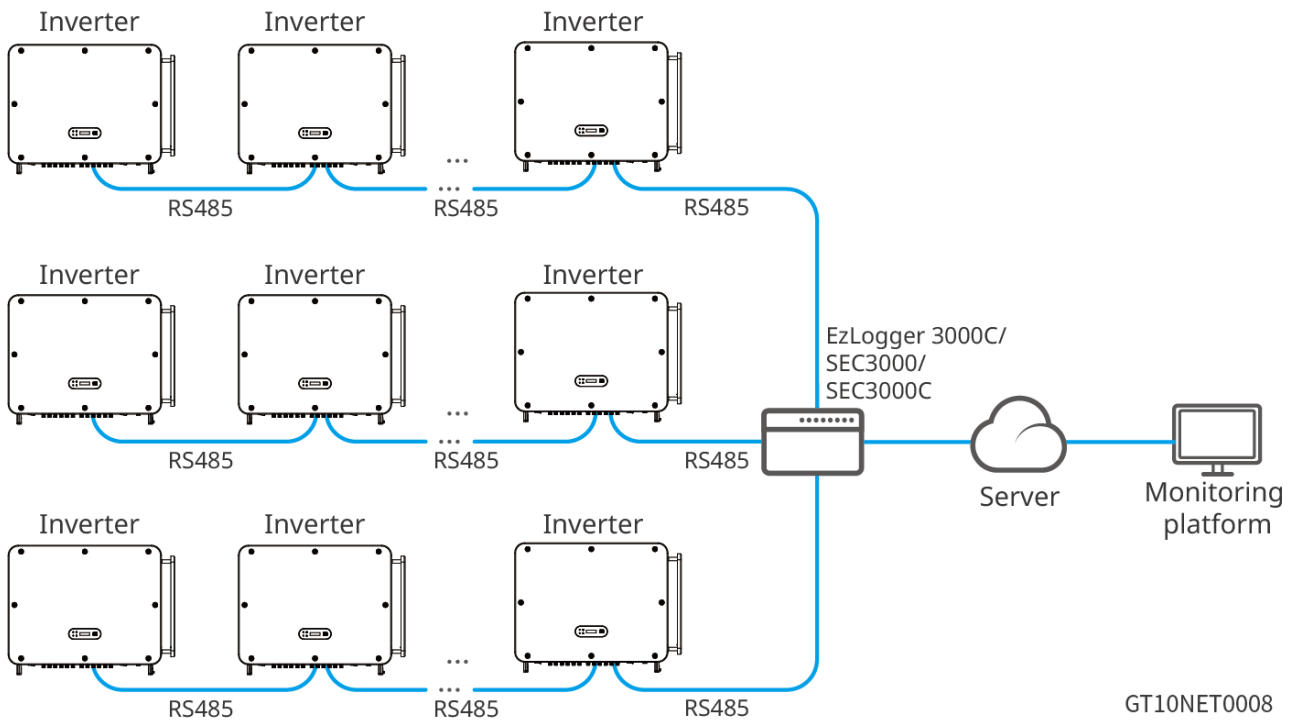 Inverter
Inverter
Inverter
...
...
RS485
RS485
RS485
Inverter
Inverter
Inverter
EzLogger 3000C/
SEC3000/
SEC3000C
...
...
RS485
RS485
RS485
Server
Monitoring
platform
Inverter
Inverter
Inverter
...
...
RS485
RS485
RS485
GT10NET0008